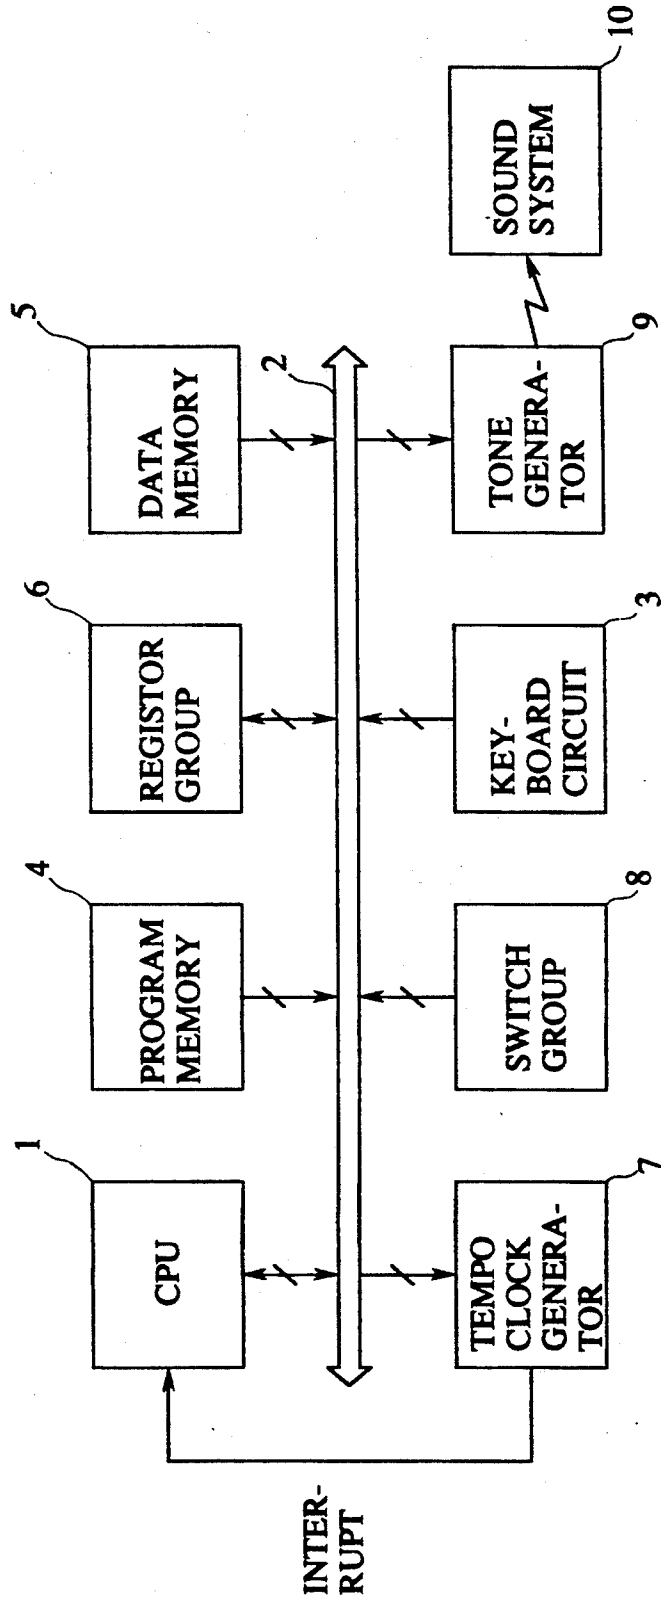 1
CPU
4
PROGRAM
MEMORY
6
REGISTOR
GROUP
5
DATA
MEMORY
2
INTER-
RUPT
TEMPO
CLOCK
GENERA-
TOR
7
SWITCH
GROUP
8
KEY-
BOARD
CIRCUIT
3
TONE
GENERA-
TOR
9
SOUND
SYSTEM
10